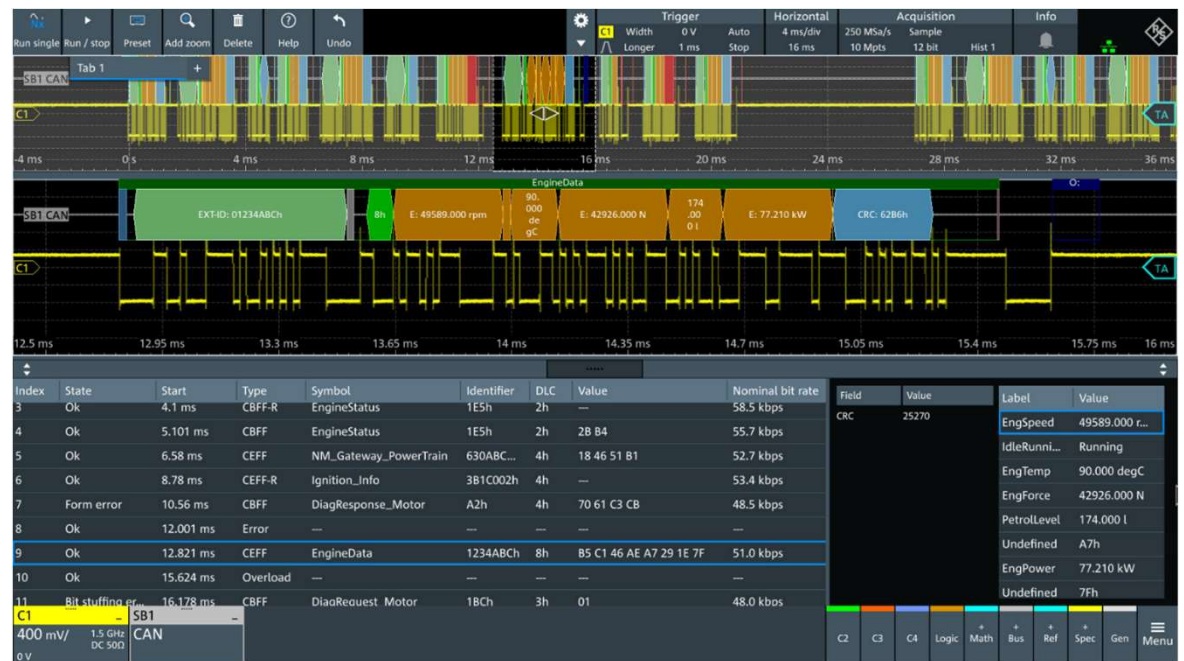 Trigger Horizontal Acquisition Info
C1 Width 0 V Auto 4 ms/div 250 MSa/s Sample
Longer 1 ms Stop 16 ms 10 Mpts 12 bit Hist 1
Run single Run / stop Preset Add zoom Delete Help Undo
Tab 1 +
SB1 CAN
C1
TA
-4 ms 0 s 4 ms 8 ms 12 ms 16 ms 20 ms 24 ms 28 ms 32 ms 36 ms
EngineData O:
SB1 CAN EXT-ID: 01234ABCh 8h E: 49589.000 rpm 90.000 degC E: 42926.000 N 174.000 l E: 77.210 kW CRC: 62B6h
C1
TA
12.5 ms 12.95 ms 13.3 ms 13.65 ms 14 ms 14.35 ms 14.7 ms 15.05 ms 15.4 ms 15.75 ms 16 ms
Index State Start Type Symbol Identifier DLC Value Nominal bit rate
3 Ok 4.1 ms CBFF-R EngineStatus 1E5h 2h --- 58.5 kbps
4 Ok 5.101 ms CBFF EngineStatus 1E5h 2h 2B B4 55.7 kbps
5 Ok 6.58 ms CEFF NM_Gateway_PowerTrain 630ABC... 4h 18 46 51 B1 52.7 kbps
6 Ok 8.78 ms CEFF-R Ignition_Info 3B1C002h 4h --- 53.4 kbps
7 Form error 10.56 ms CBFF DiagResponse_Motor A2h 4h 70 61 C3 CB 48.5 kbps
8 Ok 12.001 ms Error --- --- --- --- ---
9 Ok 12.821 ms CEFF EngineData 1234ABCh 8h B5 C1 46 AE A7 29 1E 7F 51.0 kbps
10 Ok 15.624 ms Overload --- --- --- --- ---
11 Bit stuffing er... 16.178 ms CBFF DiagRequest_Motor 1BCh 3h 01 48.0 kbps
Field Value
CRC 25270
Label Value
EngSpeed 49589.000 r...
IdleRunni... Running
EngTemp 90.000 degC
EngForce 42926.000 N
PetrolLevel 174.000 l
Undefined A7h
EngPower 77.210 kW
Undefined 7Fh
C1 SB1
400 mV/ 1.5 GHz DC 50Ω CAN
0 V
C2 C3 C4 Logic Math Bus Ref Spec Gen Menu